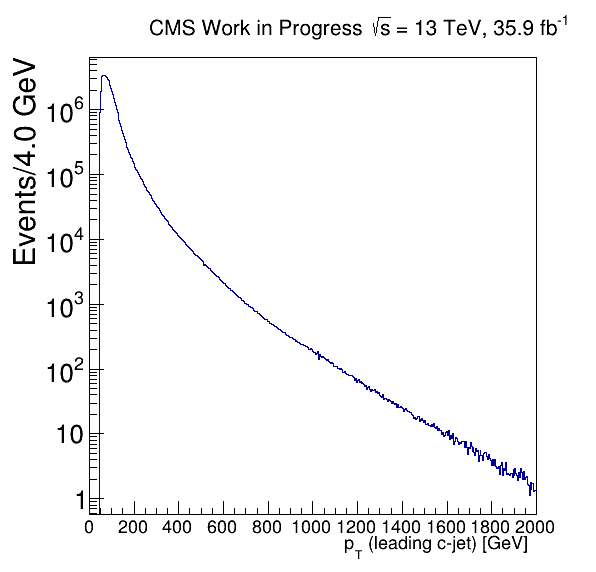 CMS Work in Progress √s = 13 TeV, 35.9 fb⁻¹
Events/4.0 GeV
10⁶
10⁵
10⁴
10³
10²
10
1
0 200 400 600 800 1000 1200 1400 1600 1800 2000
p_T (leading c-jet) [GeV]